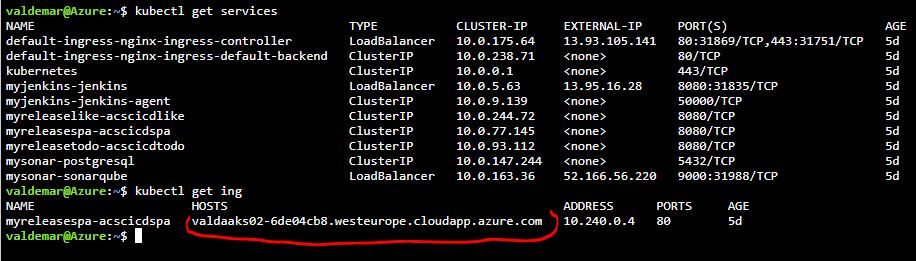 valdemar@Azure:~$ kubectl get services
NAME TYPE CLUSTER-IP EXTERNAL-IP PORT(S) AGE
default-ingress-nginx-ingress-controller LoadBalancer 10.0.175.64 13.93.105.141 80:31869/TCP,443:31751/TCP 5d
default-ingress-nginx-ingress-default-backend ClusterIP 10.0.238.71 <none> 80/TCP 5d
kubernetes ClusterIP 10.0.0.1 <none> 443/TCP 5d
myjenkins-jenkins LoadBalancer 10.0.5.63 13.95.16.28 8080:31835/TCP 5d
myjenkins-jenkins-agent ClusterIP 10.0.9.139 <none> 50000/TCP 5d
myreleaselike-acscicdlike ClusterIP 10.0.244.72 <none> 8080/TCP 5d
myreleasespa-acscicdspa ClusterIP 10.0.77.145 <none> 8080/TCP 5d
myreleasetodo-acscicdtodo ClusterIP 10.0.93.112 <none> 8080/TCP 5d
mysonar-postgresql ClusterIP 10.0.147.244 <none> 5432/TCP 5d
mysonar-sonarqube LoadBalancer 10.0.163.36 52.166.56.220 9000:31988/TCP 5d
valdemar@Azure:~$ kubectl get ing
NAME HOSTS ADDRESS PORTS AGE
myreleasespa-acscicdspa valdaaks02-6de04cb8.westeurope.cloudapp.azure.com 10.240.0.4 80 5d
valdemar@Azure:~$